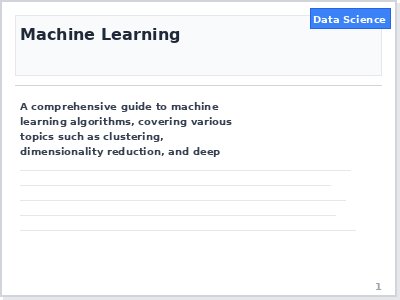 Data Science
Machine Learning
A comprehensive guide to machine
learning algorithms, covering various
topics such as clustering,
dimensionality reduction, and deep
1